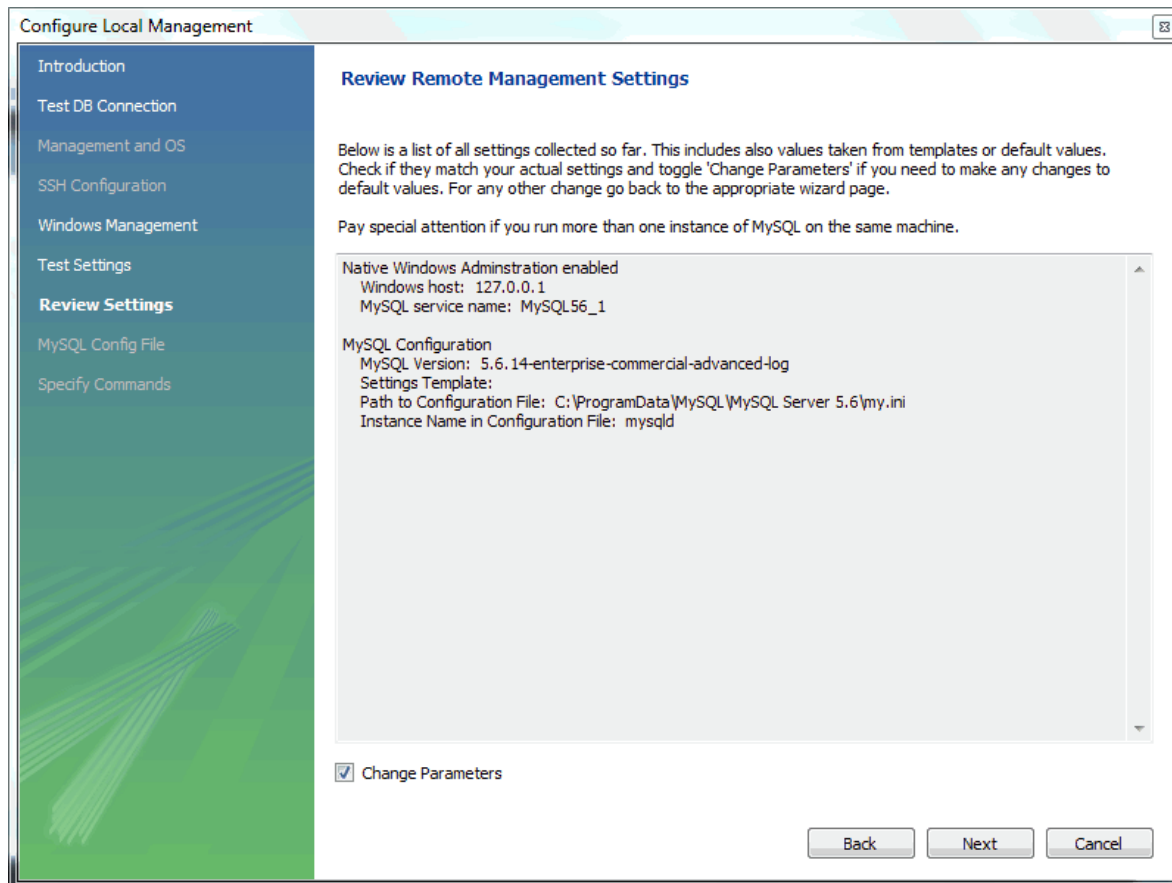 Configure Local Management
Introduction
Test DB Connection
Management and OS
SSH Configuration
Windows Management
Test Settings
Review Settings
MySQL Config File
Specify Commands
Review Remote Management Settings
Below is a list of all settings collected so far. This includes also values taken from templates or default values.
Check if they match your actual settings and toggle 'Change Parameters' if you need to make any changes to
default values. For any other change go back to the appropriate wizard page.
Pay special attention if you run more than one instance of MySQL on the same machine.
Native Windows Adminstration enabled
Windows host: 127.0.0.1
MySQL service name: MySQL56_1
MySQL Configuration
MySQL Version: 5.6.14-enterprise-commercial-advanced-log
Settings Template:
Path to Configuration File: C:\ProgramData\MySQL\MySQL Server 5.6\my.ini
Instance Name in Configuration File: mysqld
Change Parameters
Back
Next
Cancel